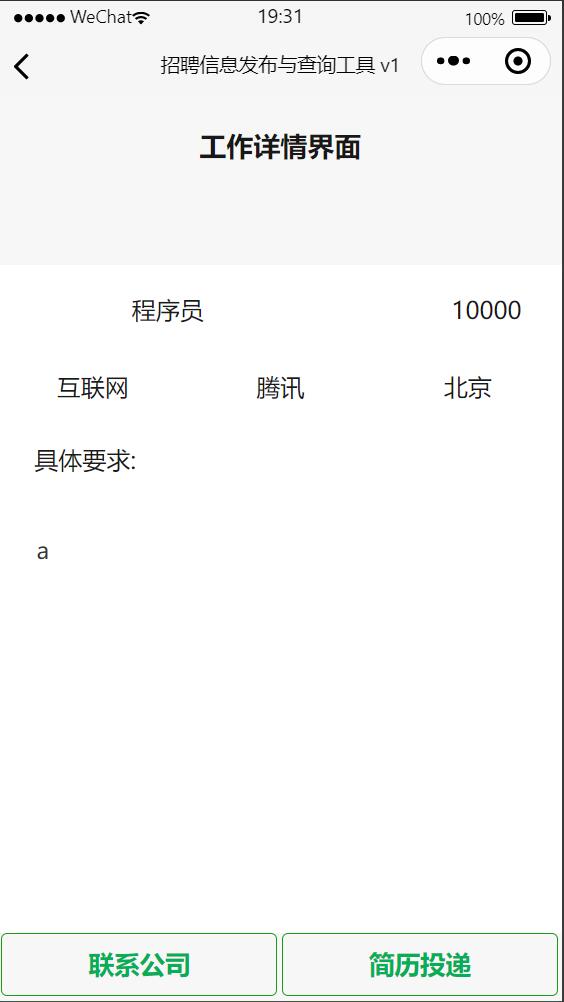 WeChat 19:31 100%
招聘信息发布与查询工具 v1
工作详情界面
程序员 10000
互联网 腾讯 北京
具体要求:
a
联系公司 简历投递